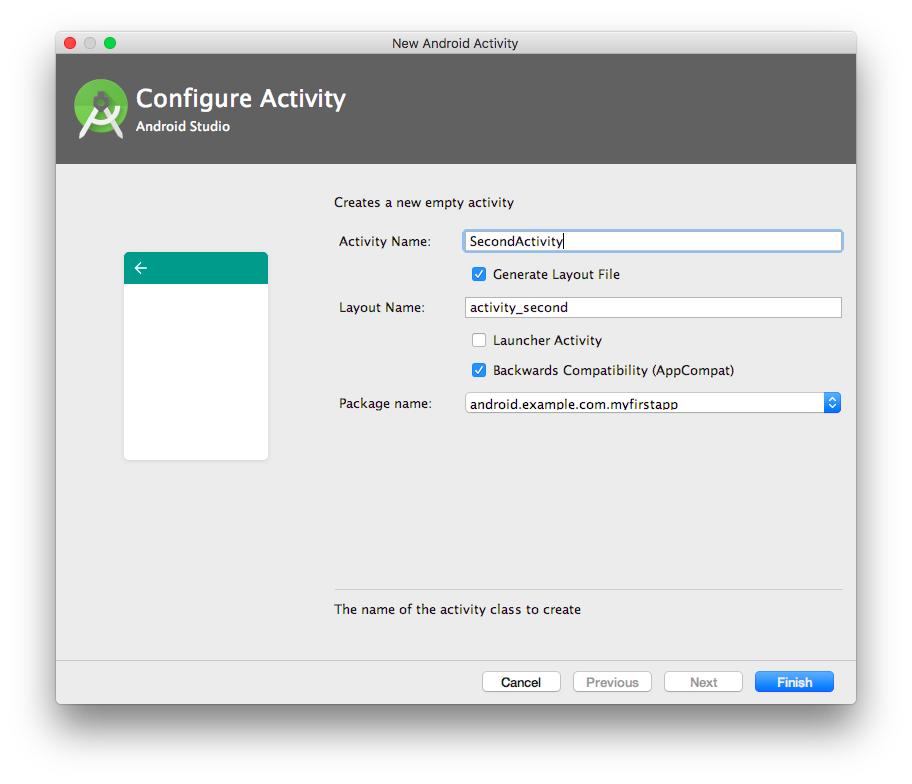 New Android Activity
Configure Activity
Android Studio
Creates a new empty activity
Activity Name: SecondActivity
Generate Layout File
Layout Name: activity_second
Launcher Activity
Backwards Compatibility (AppCompat)
Package name: android.example.com.myfirstapp
The name of the activity class to create
Cancel Previous Next Finish